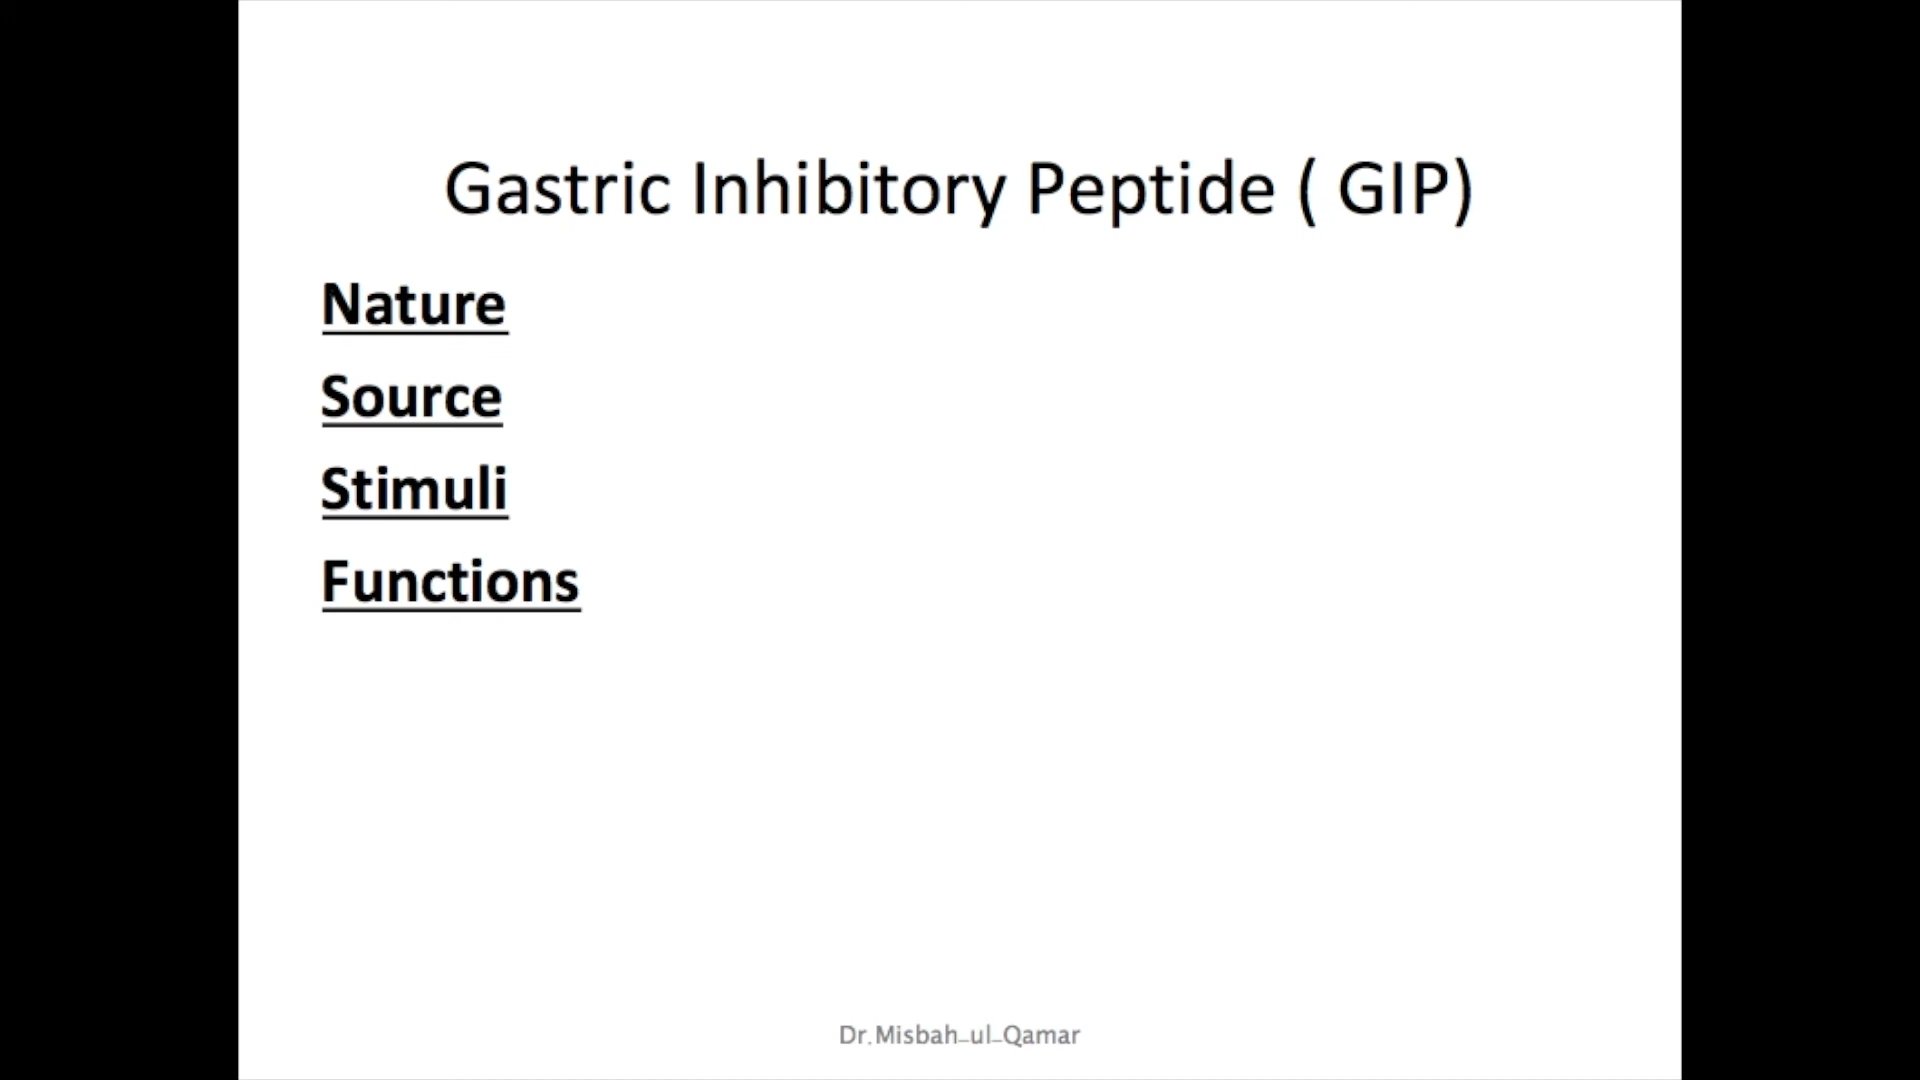 Gastric Inhibitory Peptide ( GIP)
Nature
Source
Stimuli
Functions
Dr.Misbah_ul_Qamar